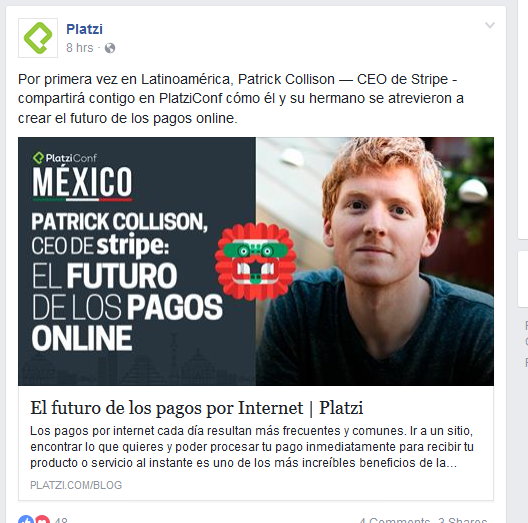 Platzi
8 hrs ·
Por primera vez en Latinoamérica, Patrick Collison — CEO de Stripe -
compartirá contigo en PlatziConf cómo él y su hermano se atrevieron a
crear el futuro de los pagos online.
PlatziConf
MÉXICO
PATRICK COLLISON,
CEO DE stripe:
EL FUTURO
DE LOS PAGOS
ONLINE
El futuro de los pagos por Internet | Platzi
Los pagos por internet cada día resultan más frecuentes y comunes. Ir a un sitio,
encontrar lo que quieres y poder procesar tu pago inmediatamente para recibir tu
producto o servicio al instante es uno de los más increíbles beneficios de la...
PLATZI.COM/BLOG
48
4 Comments 3 Shares